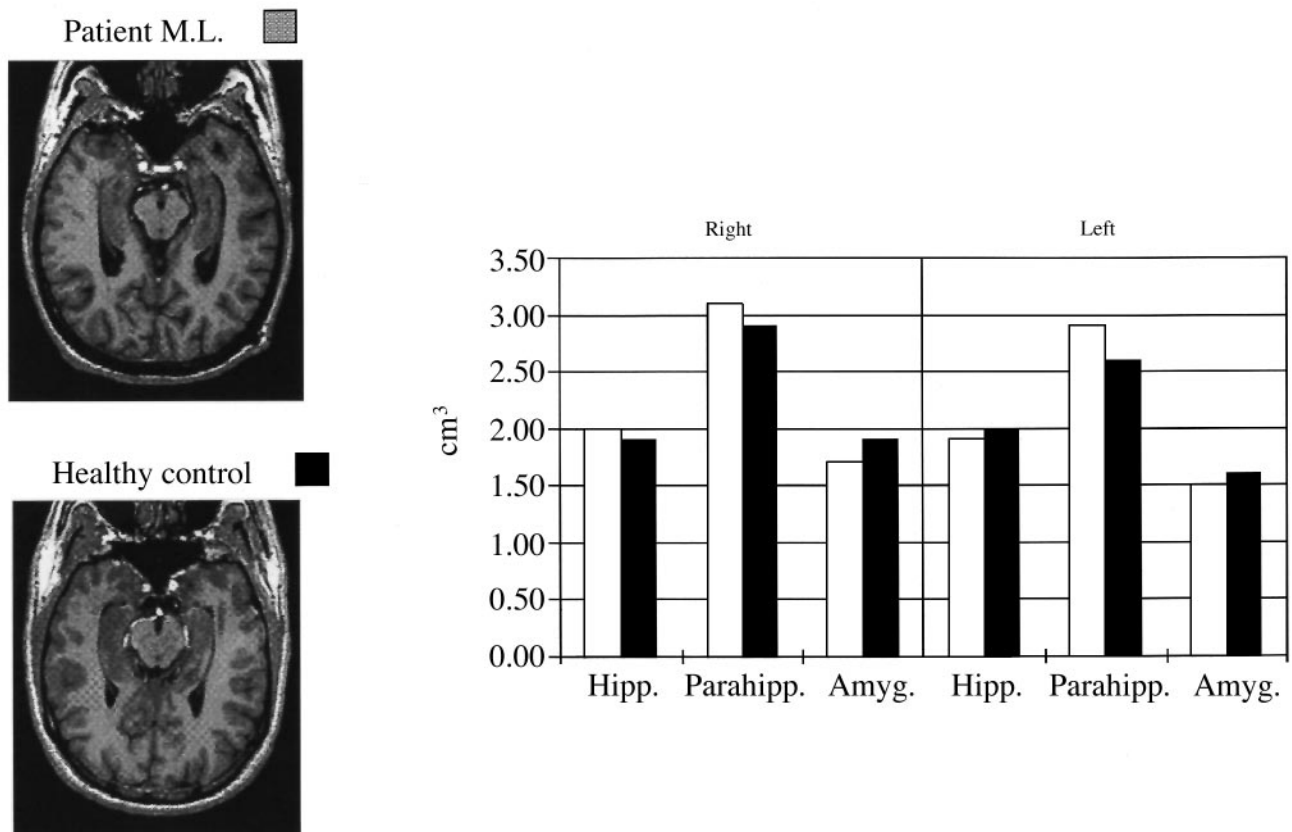 Patient M.L.
Healthy control
Right Left
cm³
3.50
3.00
2.50
2.00
1.50
1.00
0.50
0.00
Hipp. Parahipp. Amyg. Hipp. Parahipp. Amyg.